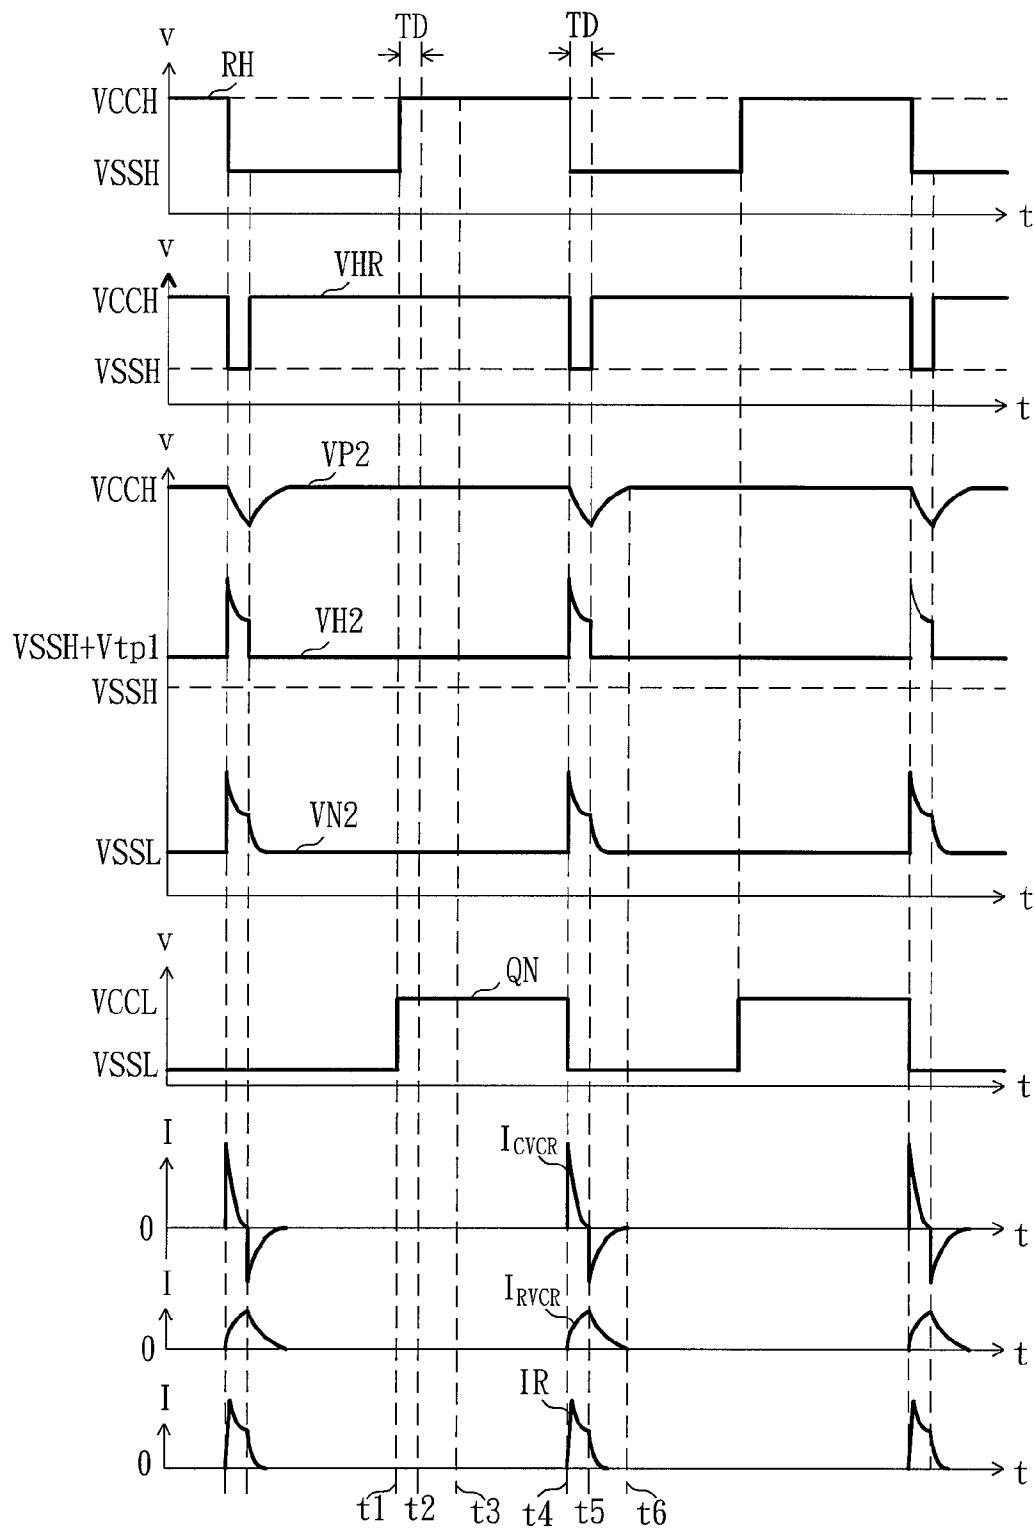 TD TD
v
RH
VCCH
VSSH
t
v
VHR
VCCH
VSSH
t
v
VP2
VCCH
VH2
VSSH+Vtp1
VSSH
VN2
VSSL
t
v
QN
VCCL
VSSL
t
I
ICVCR
0
t
I
IRVCR
0
t
I
IR
0
t
t1 t2 t3 t4 t5 t6